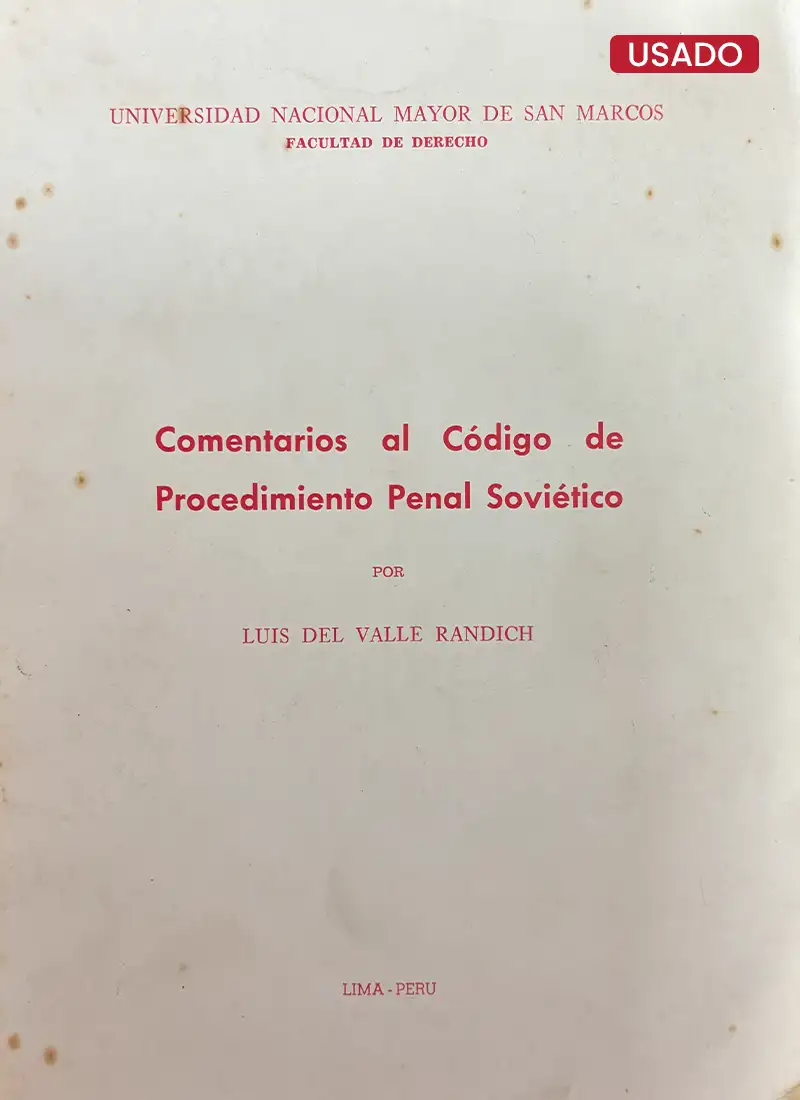 USADO
UNIVERSIDAD NACIONAL MAYOR DE SAN MARCOS
FACULTAD DE DERECHO
Comentarios al Código de
Procedimiento Penal Soviético
POR
LUIS DEL VALLE RANDICH
LIMA - PERU